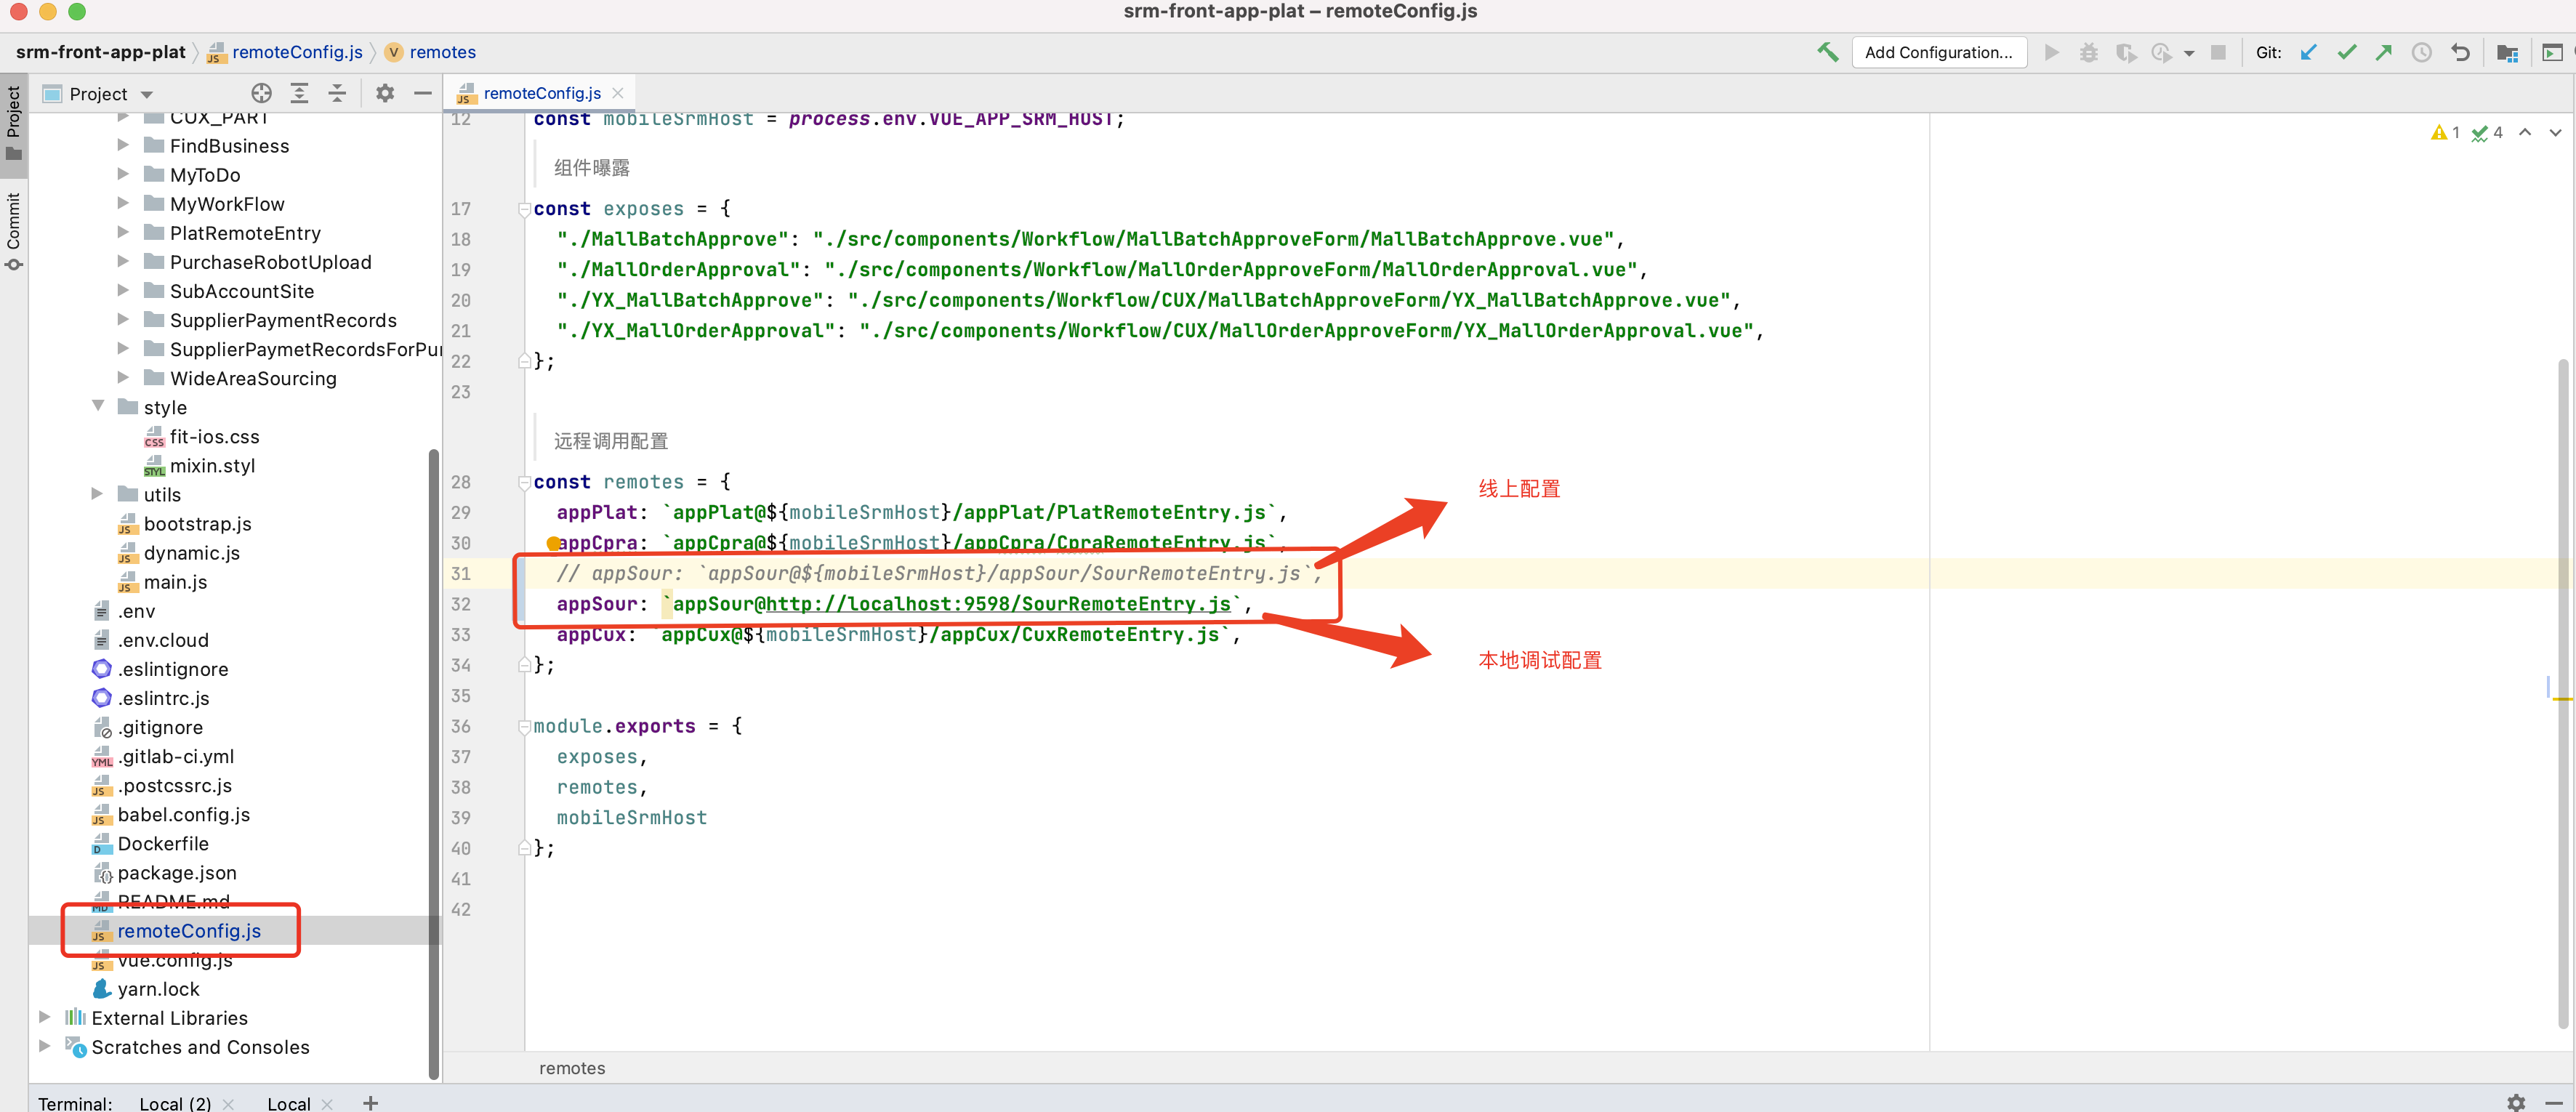 srm-front-app-plat – remoteConfig.js
srm-front-app-plat remoteConfig.js V remotes
Add Configuration... Git:
Project
Project
Commit
CUX_PART
FindBusiness
MyToDo
MyWorkFlow
PlatRemoteEntry
PurchaseRobotUpload
SubAccountSite
SupplierPaymentRecords
SupplierPaymetRecordsForPur
WideAreaSourcing
style
fit-ios.css
mixin.styl
utils
bootstrap.js
dynamic.js
main.js
.env
.env.cloud
.eslintignore
.eslintrc.js
.gitignore
.gitlab-ci.yml
.postcssrc.js
babel.config.js
Dockerfile
package.json
README.md
remoteConfig.js
vue.config.js
yarn.lock
External Libraries
Scratches and Consoles
remoteConfig.js
1 4
12 const mobileSrmHost = process.env.VUE_APP_SRM_HOST;
组件曝露
17 const exposes = {
18 "./MallBatchApprove": "./src/components/Workflow/MallBatchApproveForm/MallBatchApprove.vue",
19 "./MallOrderApproval": "./src/components/Workflow/MallOrderApproveForm/MallOrderApproval.vue",
20 "./YX_MallBatchApprove": "./src/components/Workflow/CUX/MallBatchApproveForm/YX_MallBatchApprove.vue",
21 "./YX_MallOrderApproval": "./src/components/Workflow/CUX/MallOrderApproveForm/YX_MallOrderApproval.vue",
22 };
23
远程调用配置
28 const remotes = {
线上配置
29 appPlat: `appPlat@${mobileSrmHost}/appPlat/PlatRemoteEntry.js`,
30 appCpra: `appCpra@${mobileSrmHost}/appCpra/CpraRemoteEntry.js`,
31 // appSour: `appSour@${mobileSrmHost}/appSour/SourRemoteEntry.js`,
32 appSour: `appSour@http://localhost:9598/SourRemoteEntry.js`,
33 appCux: `appCux@${mobileSrmHost}/appCux/CuxRemoteEntry.js`,
本地调试配置
34 };
35
36 module.exports = {
37 exposes,
38 remotes,
39 mobileSrmHost
40 };
41
42
remotes
Terminal: Local (2) Local